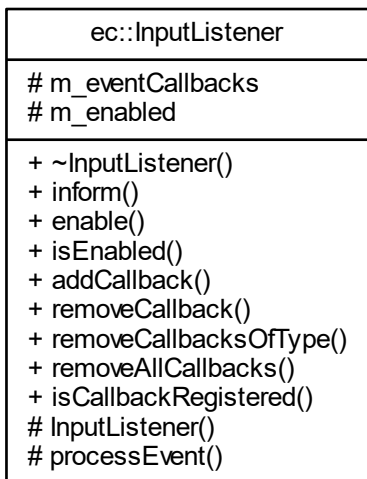 ec::InputListener
# m_eventCallbacks
# m_enabled
+ ~InputListener()
+ inform()
+ enable()
+ isEnabled()
+ addCallback()
+ removeCallback()
+ removeCallbacksOfType()
+ removeAllCallbacks()
+ isCallbackRegistered()
# InputListener()
# processEvent()